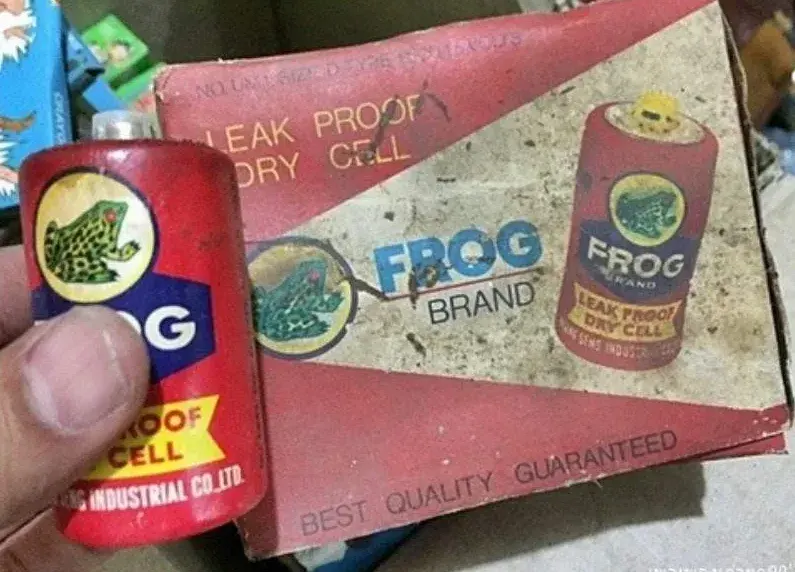 LEAK PROOF
DRY CELL
FROG
BRAND
FROG
BRAND
LEAK PROOF
DRY CELL
BEST QUALITY GUARANTEED
OG
ROOF
CELL
INDUSTRIAL CO.,LTD.